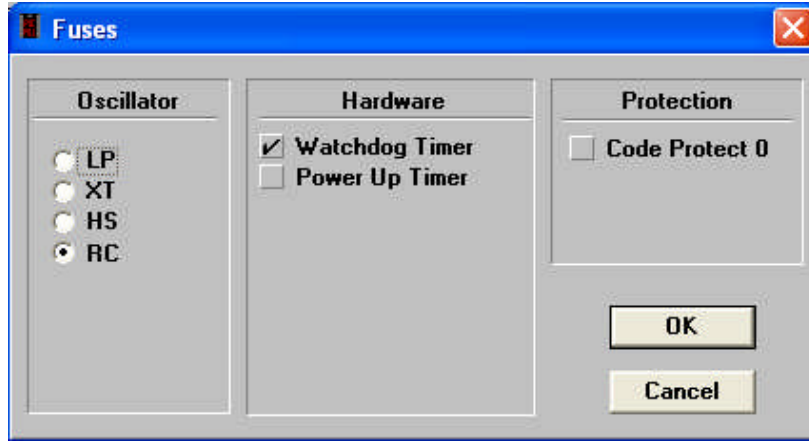 Fuses
Oscillator
LP
XT
HS
RC
Hardware
Watchdog Timer
Power Up Timer
Protection
Code Protect 0
OK
Cancel